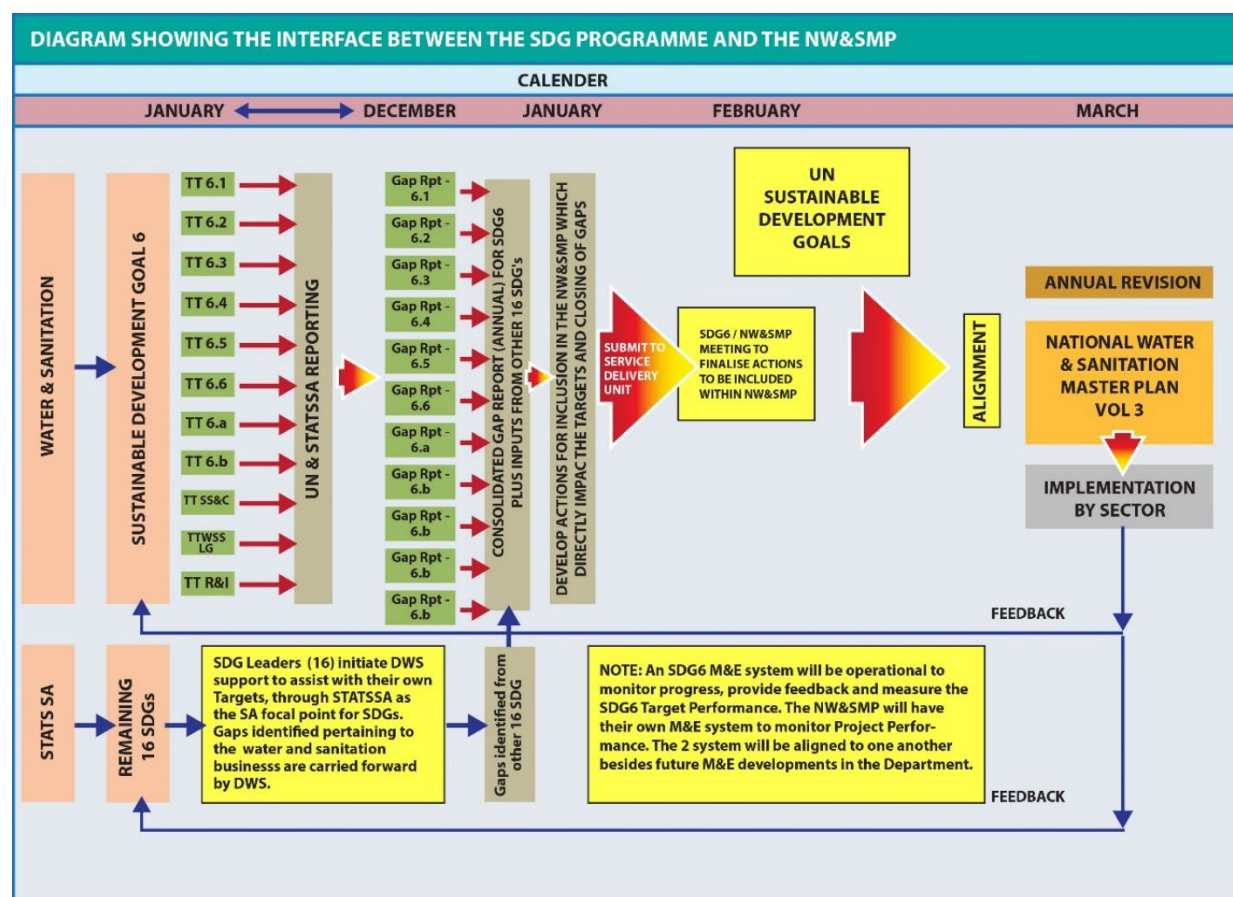 DIAGRAM SHOWING THE INTERFACE BETWEEN THE SDG PROGRAMME AND THE NW&SMP
CALENDER
JANUARY
DECEMBER
JANUARY
FEBRUARY
MARCH
WATER & SANITATION
SUSTAINABLE DEVELOPMENT GOAL 6
TT 6.1
TT 6.2
TT 6.3
TT 6.4
TT 6.5
TT 6.6
TT 6.a
TT 6.b
TT SS&C
TTWSS
LG
TT R&I
UN & STATSSA REPORTING
Gap Rpt -
6.1
Gap Rpt -
6.2
Gap Rpt -
6.3
Gap Rpt -
6.4
Gap Rpt -
6.5
Gap Rpt -
6.6
Gap Rpt -
6.a
Gap Rpt -
6.b
Gap Rpt -
6.b
Gap Rpt -
6.b
Gap Rpt -
6.b
CONSOLIDATED GAP REPORT (ANNUAL) FOR SDG6
PLUS INPUTS FROM OTHER 16 SDG's
DEVELOP ACTIONS FOR INCLUSION IN THE NW&SMP WHICH
DIRECTLY IMPACT THE TARGETS AND CLOSING OF GAPS
SUBMIT TO
SERVICE
DELIVERY
UNIT
UN
SUSTAINABLE
DEVELOPMENT
GOALS
SDG6 / NW&SMP
MEETING TO
FINALISE ACTIONS
TO BE INCLUDED
WITHIN NW&SMP
ALIGNMENT
ANNUAL REVISION
NATIONAL WATER
& SANITATION
MASTER PLAN
VOL 3
IMPLEMENTATION
BY SECTOR
FEEDBACK
STATS SA
REMAINING
16 SDGs
SDG Leaders (16) initiate DWS
support to assist with their own
Targets, through STATSSA as
the SA focal point for SDGs.
Gaps identified pertaining to
the water and sanitation
businesss are carried forward
by DWS.
Gaps identified from
other 16 SDG
NOTE: An SDG6 M&E system will be operational to
monitor progress, provide feedback and measure the
SDG6 Target Performance. The NW&SMP will have
their own M&E system to monitor Project Perfor-
mance. The 2 system will be aligned to one another
besides future M&E developments in the Department.
FEEDBACK